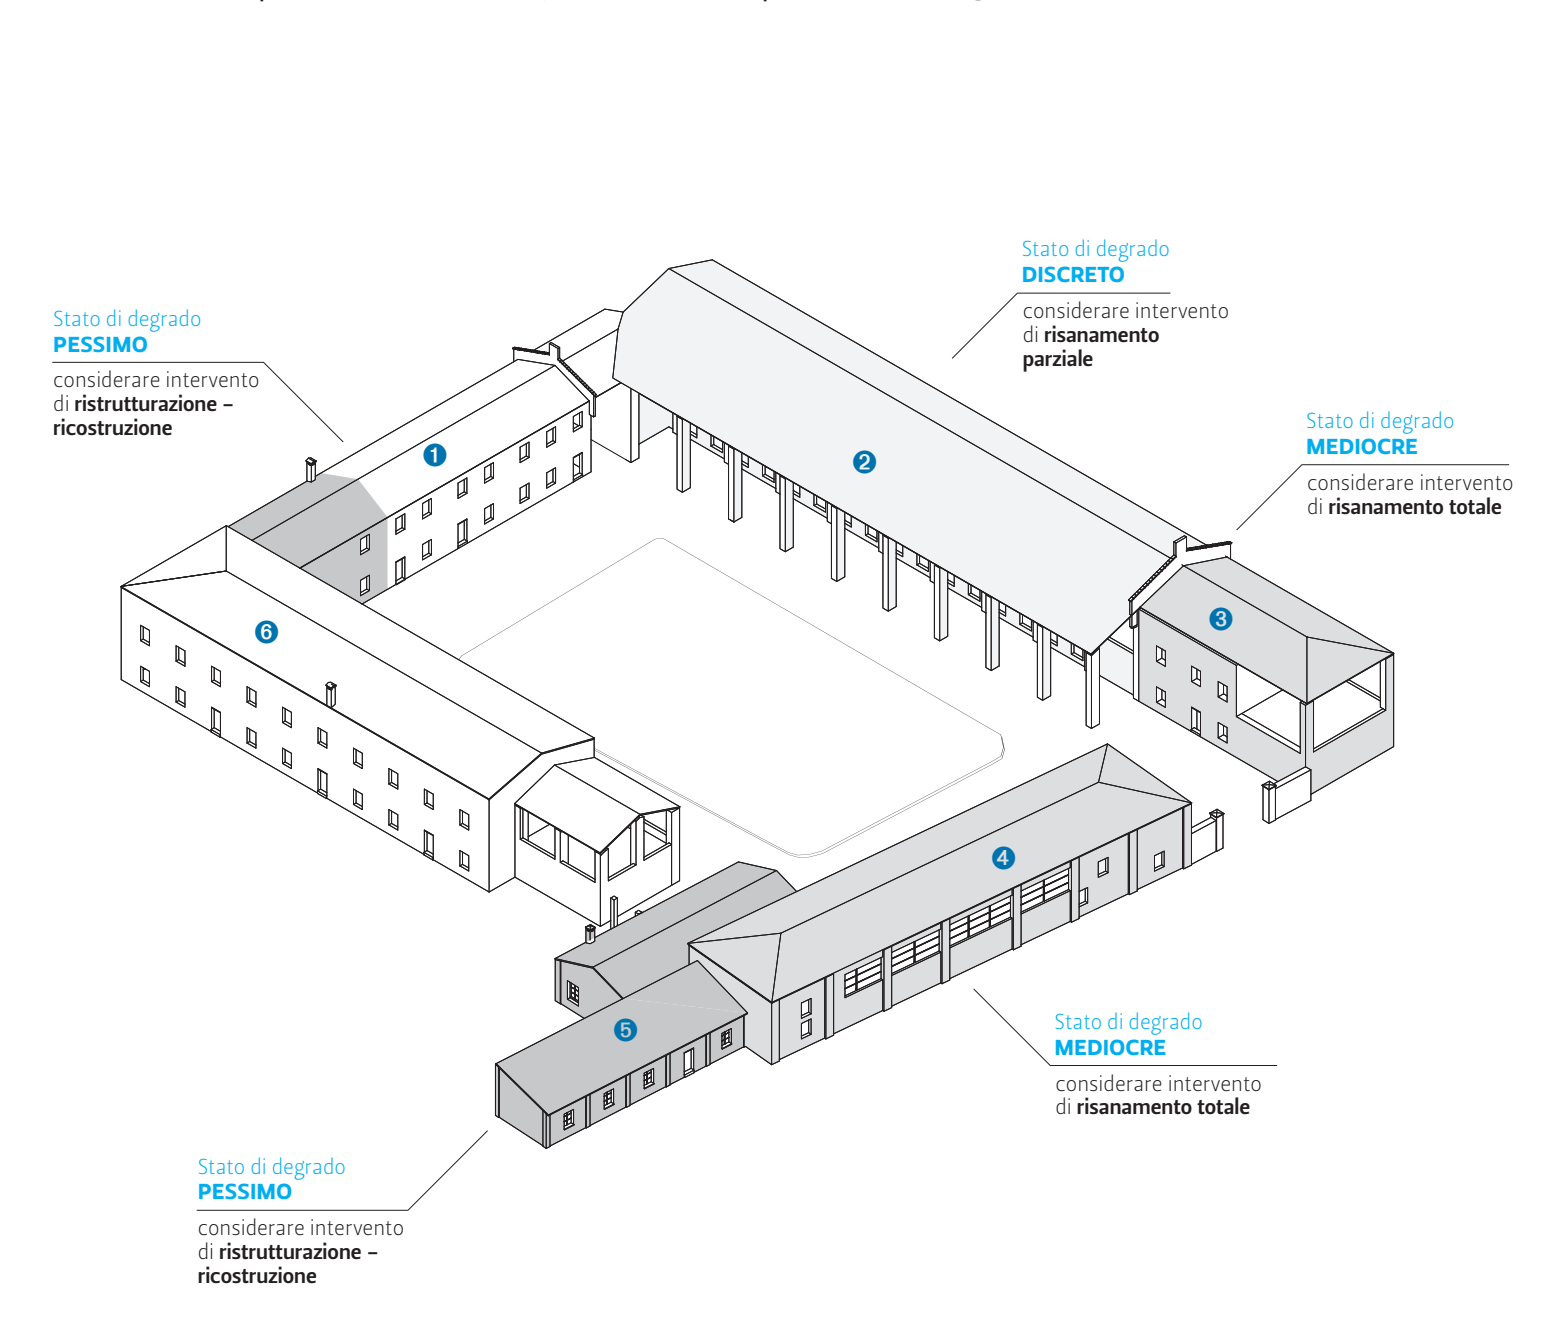 Stato di degrado
DISCRETO
considerare intervento
di risanamento
parziale
Stato di degrado
PESSIMO
considerare intervento
di ristrutturazione –
ricostruzione
Stato di degrado
MEDIOCRE
considerare intervento
di risanamento totale
1
2
3
6
4
5
Stato di degrado
MEDIOCRE
considerare intervento
di risanamento totale
Stato di degrado
PESSIMO
considerare intervento
di ristrutturazione –
ricostruzione